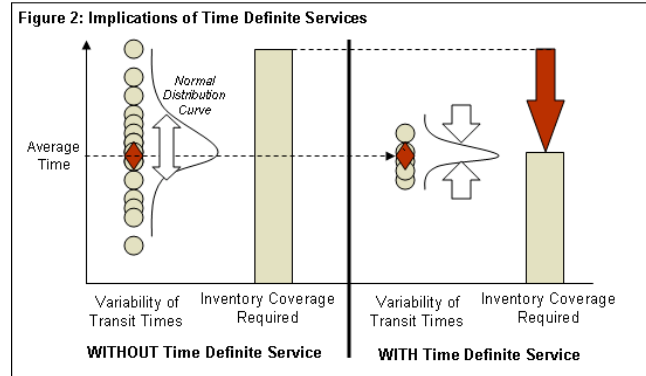 Figure 2: Implications of Time Definite Services
Normal
Distribution
Curve
Average
Time
Variability of
Transit Times
Inventory Coverage
Required
Variability of
Transit Times
Inventory Coverage
Required
WITHOUT Time Definite Service
WITH Time Definite Service